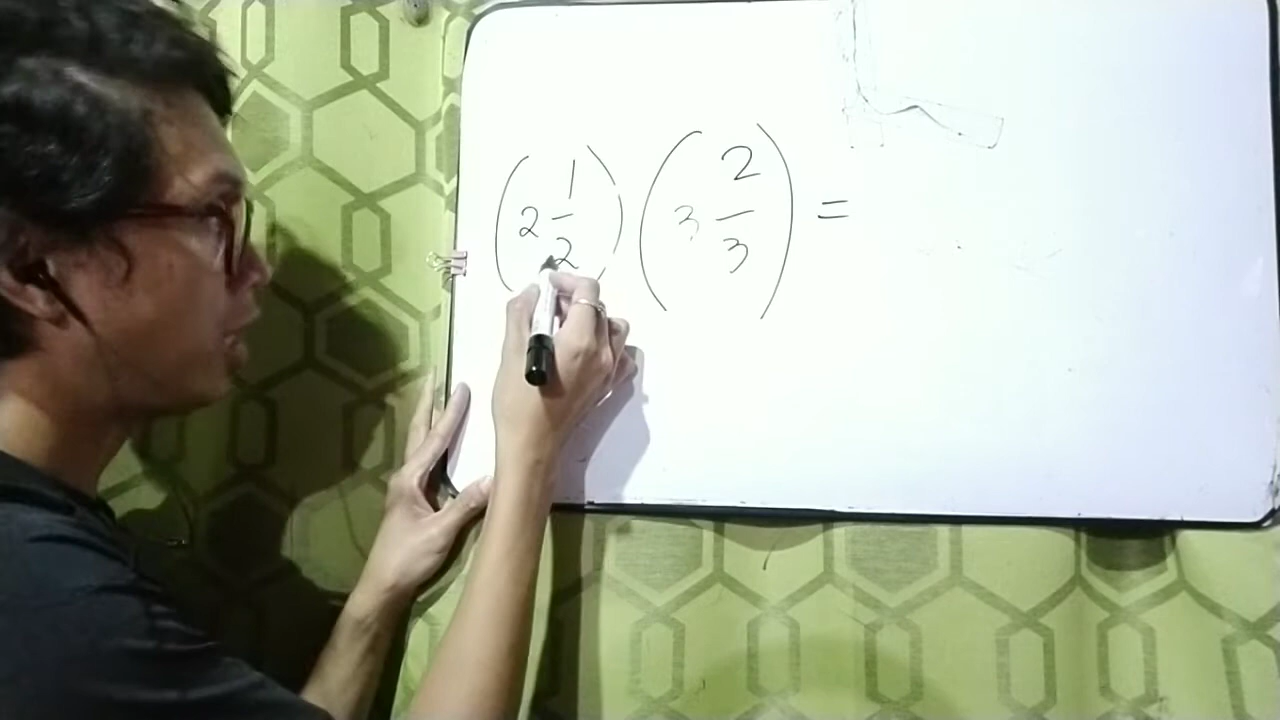 (2 1/2) (3 2/3) =